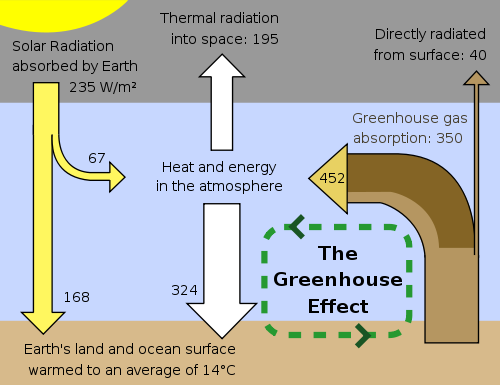 Thermal radiation
into space: 195
Directly radiated
from surface: 40
Solar Radiation
absorbed by Earth
235 W/m²
Greenhouse gas
absorption: 350
67
Heat and energy
in the atmosphere
452
The
Greenhouse
Effect
324
168
Earth's land and ocean surface
warmed to an average of 14°C